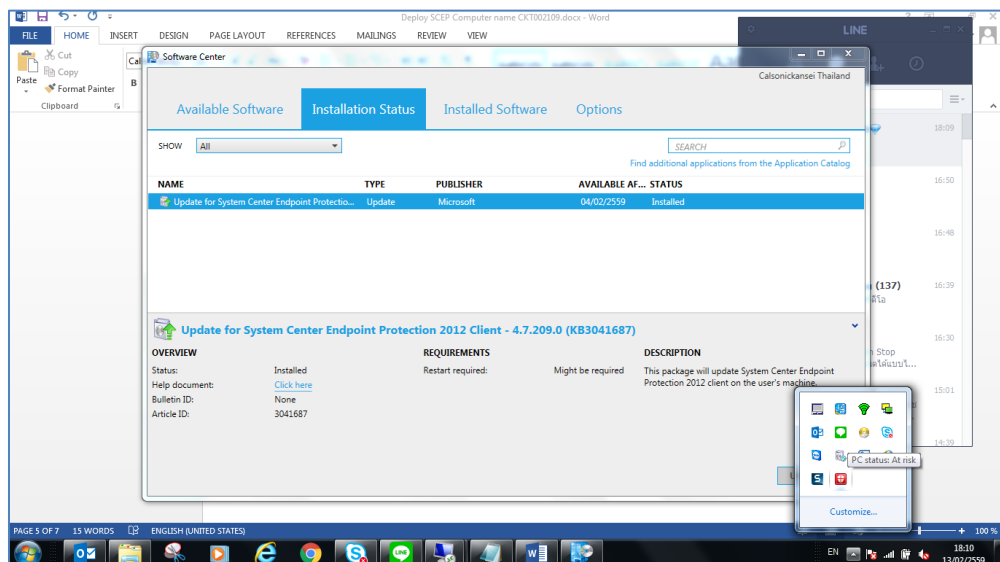 Deploy SCEP Computer name CKT002109.docx - Word
FILE HOME INSERT DESIGN PAGE LAYOUT REFERENCES MAILINGS REVIEW VIEW
LINE
Cut
Copy
Format Painter
Paste
Clipboard
Cal
B
Software Center
Calsonickansei Thailand
Available Software Installation Status Installed Software Options
SHOW All
SEARCH
Find additional applications from the Application Catalog
NAME TYPE PUBLISHER AVAILABLE AF... STATUS
Update for System Center Endpoint Protectio... Update Microsoft 04/02/2559 Installed
18:09
16:50
16:48
(137) 16:39
16:30
Stop
15:01
14:39
Update for System Center Endpoint Protection 2012 Client - 4.7.209.0 (KB3041687)
OVERVIEW REQUIREMENTS DESCRIPTION
Status: Installed Restart required: Might be required This package will update System Center Endpoint
Help document: Click here Protection 2012 client on the user's machine.
Bulletin ID: None
Article ID: 3041687
PC status: At risk
Customize...
PAGE 5 OF 7 15 WORDS ENGLISH (UNITED STATES) 100 %
EN 18:10
13/02/2559